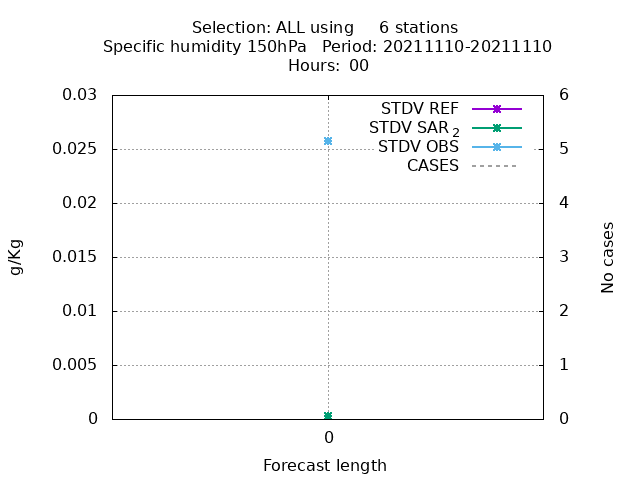 Selection: ALL using     6 stations
Specific humidity 150hPa   Period: 20211110-20211110
Hours: 00
0.03
0.025
0.02
0.015
0.01
0.005
0
6
5
4
3
2
1
0
STDV REF
STDV SAR 2
STDV OBS
CASES
g/Kg
No cases
0
Forecast length